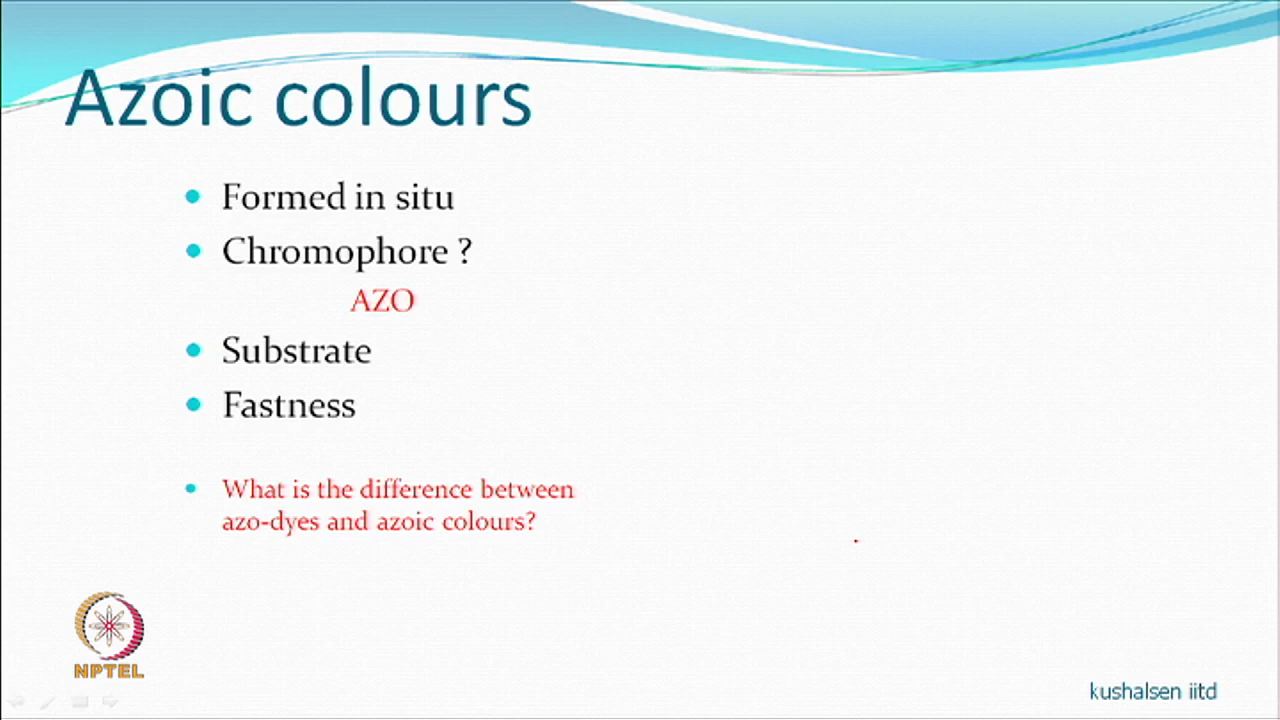 Azoic colours
Formed in situ
Chromophore ?
AZO
Substrate
Fastness
What is the difference between
azo-dyes and azoic colours?
NPTEL
kushalsen iitd